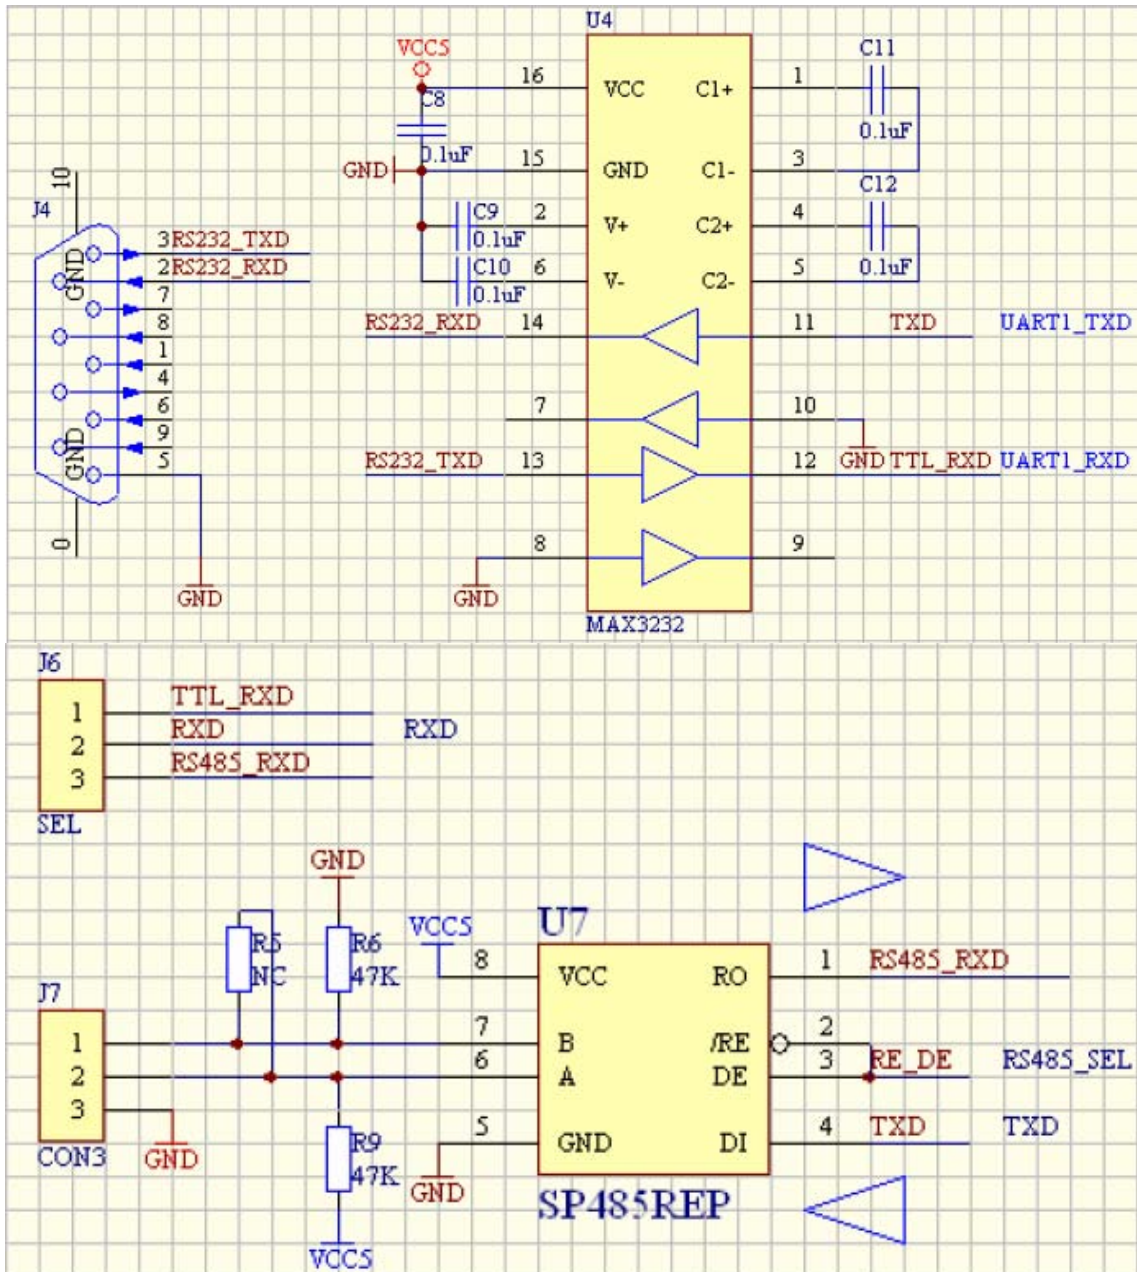 U4
VCC5
C8
0.1uF
16 VCC C1+ 1 C11
0.1uF
GND 15 GND C1- 3
C12
C9 2 V+ C2+ 4
0.1uF
C10 6 V- C2- 5 0.1uF
0.1uF
10
J4
GND 3 RS232_TXD
2 RS232_RXD
7
8
1
4
6
9
GND 5
0
GND
RS232_RXD 14 11 TXD UART1_TXD
7 10
RS232_TXD 13 12 GND TTL_RXD UART1_RXD
8 9
GND
MAX3232
J6
1 TTL_RXD
2 RXD RXD
3 RS485_RXD
SEL
GND
R5
NC
R6
47K
VCC5
U7
8 VCC RO 1 RS485_RXD
J7
1 7 B /RE 2
2 6 A DE 3 RE_DE RS485_SEL
3 5 GND DI 4 TXD TXD
CON3
GND
R9
47K
GND
SP485REP
VCC5